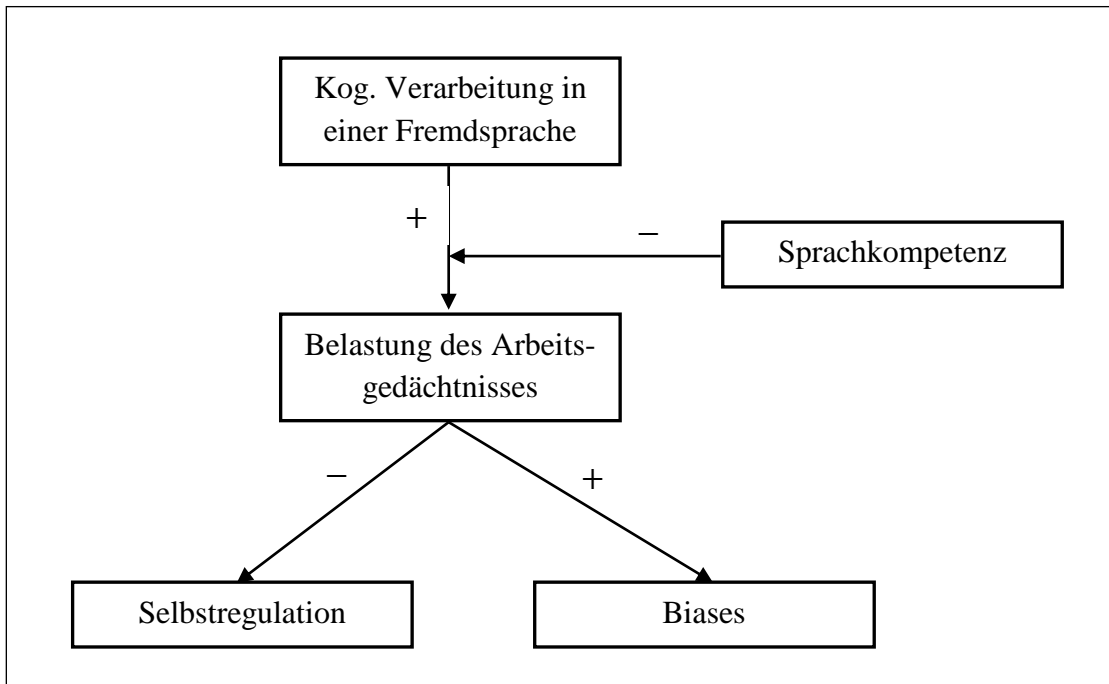 Kog. Verarbeitung in
einer Fremdsprache
+
−
Sprachkompetenz
Belastung des Arbeits-
gedächtnisses
−
+
Selbstregulation
Biases